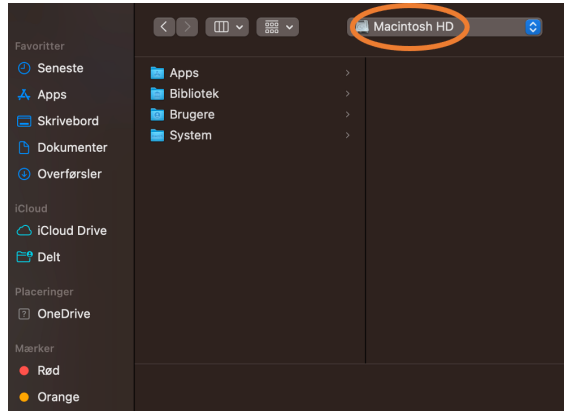 Macintosh HD
Favoritter
Seneste
Apps
Skrivebord
Dokumenter
Overførsler
iCloud
iCloud Drive
Delt
Placeringer
OneDrive
Mærker
Rød
Orange
Apps
Bibliotek
Brugere
System